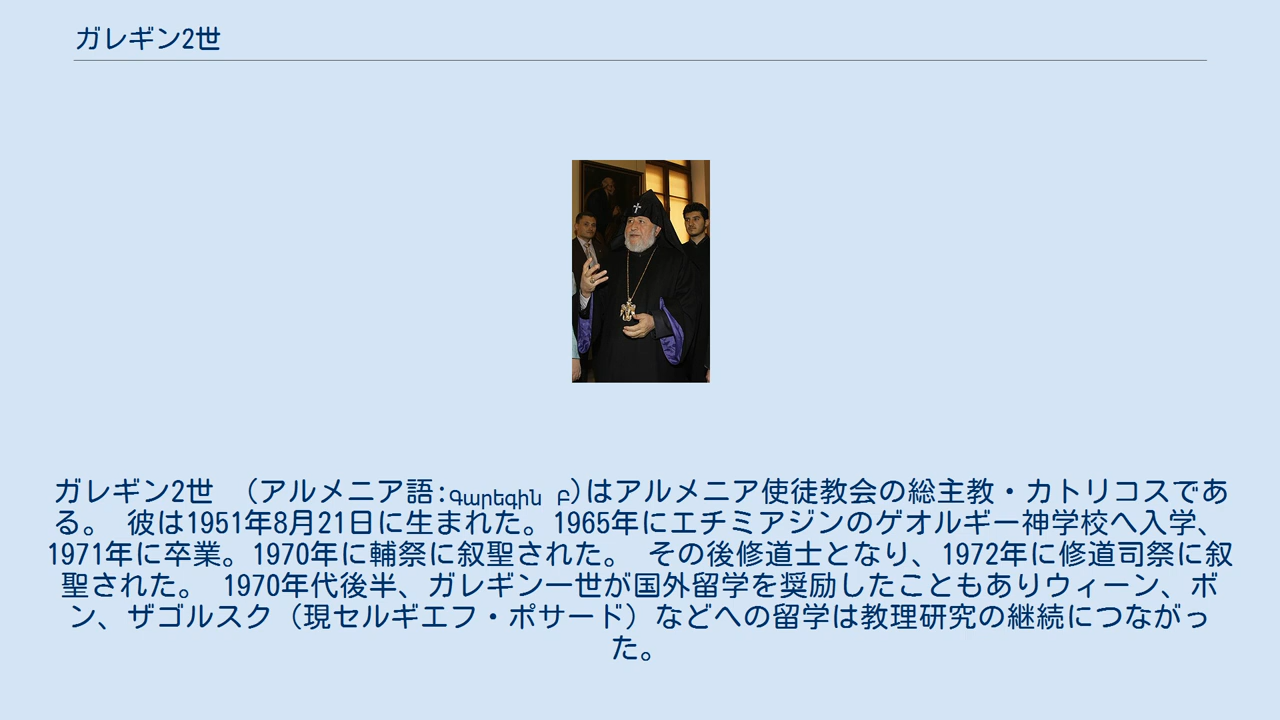 ガレギン2世
ガレギン2世　(アルメニア語:Գարեգին Բ)はアルメニア使徒教会の総主教・カトリコスであ
る。　彼は1951年8月21日に生まれた。1965年にエチミアジンのゲオルギー神学校へ入学、
1971年に卒業。1970年に輔祭に叙聖された。　その後修道士となり、1972年に修道司祭に叙
聖された。　1970年代後半、ガレギン一世が国外留学を奨励したこともありウィーン、ボ
ン、ザゴルスク（現セルギエフ・ポサード）などへの留学は教理研究の継続につながっ
た。